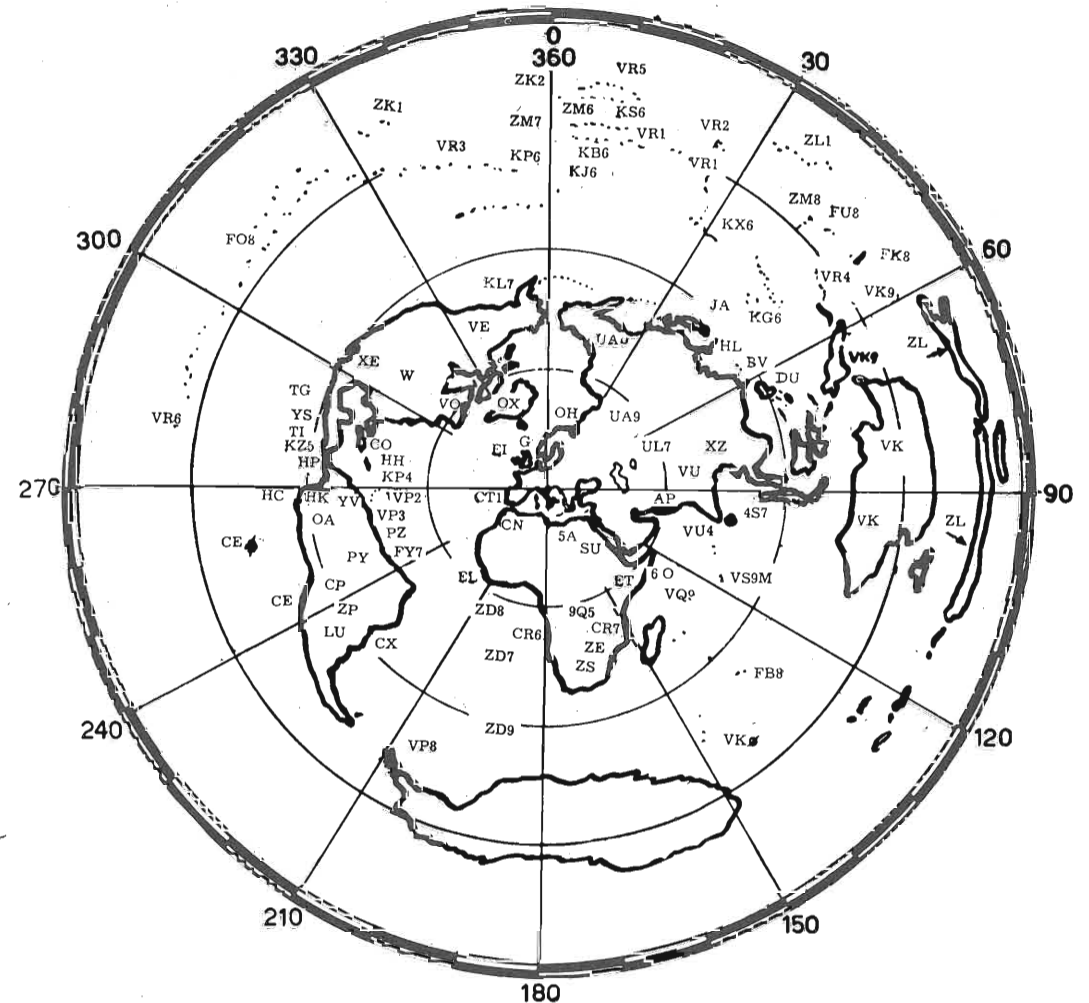 0
360
330
30
VR5
ZK2
ZK1
ZM6
KS6
ZM7
VR1
VR2
ZL1
VR3
KP6
KB6
VR1
KJ6
ZM8
FU8
KX6
300
FO8
60
FK8
VR4
KL7
VK9
JA
KG6
VE
ZL
HL
XE
BV
VK9
W
DU
TG
VO
OX
OH
UA9
YS
VR6
TI
G
CO
UL7
XZ
VK
KZ5
EI
HP
HH
VU
KP4
270
HC
HK
YV
VP2
CT1
AP
90
OA
VP3
CN
4S7
VK
ZL
PZ
5A
VU4
CE
SU
PY
FY7
EL
ET
6O
VS9M
CP
VQ9
CE
ZP
ZD8
9Q5
LU
CR6
CR7
CX
ZE
ZD7
ZS
FB8
240
ZD9
120
VP8
VKø
210
150
180